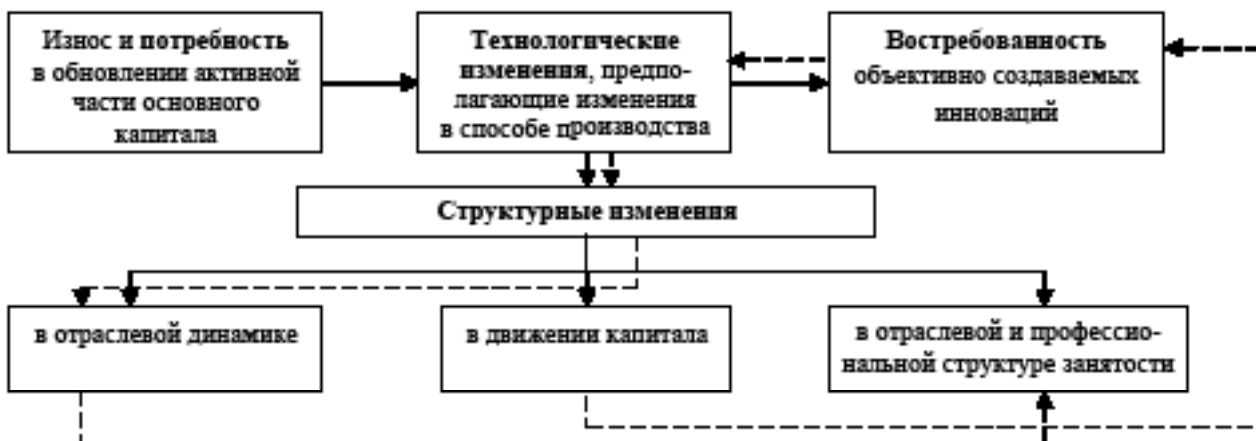 Износ и потребность
в обновлении активной
части основного
капитала
Технологические
изменения, предпо-
лагающие изменения
в способе производства
Востребованность
объективно создаваемых
инноваций
Структурные изменения
в отраслевой динамике
в движении капитала
в отраслевой и профессио-
нальной структуре занятости